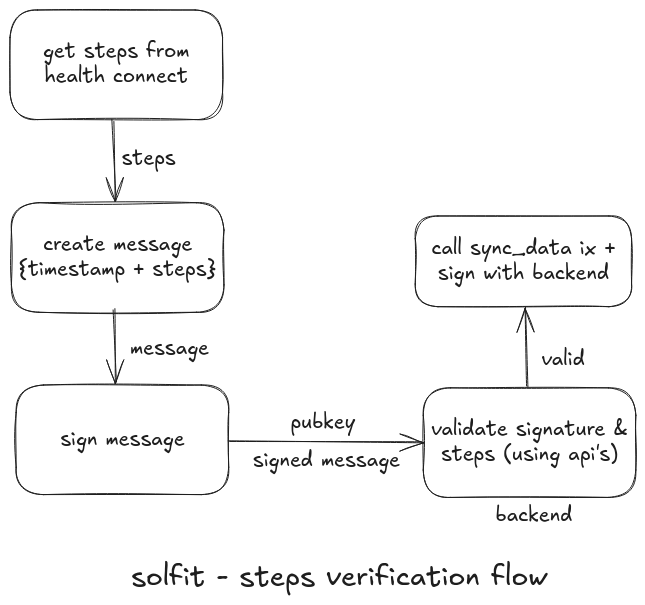 get steps from
health connect
steps
create message
{timestamp + steps}
message
sign message
pubkey
signed message
call sync_data ix +
sign with backend
valid
validate signature &
steps (using api's)
backend
solfit - steps verification flow